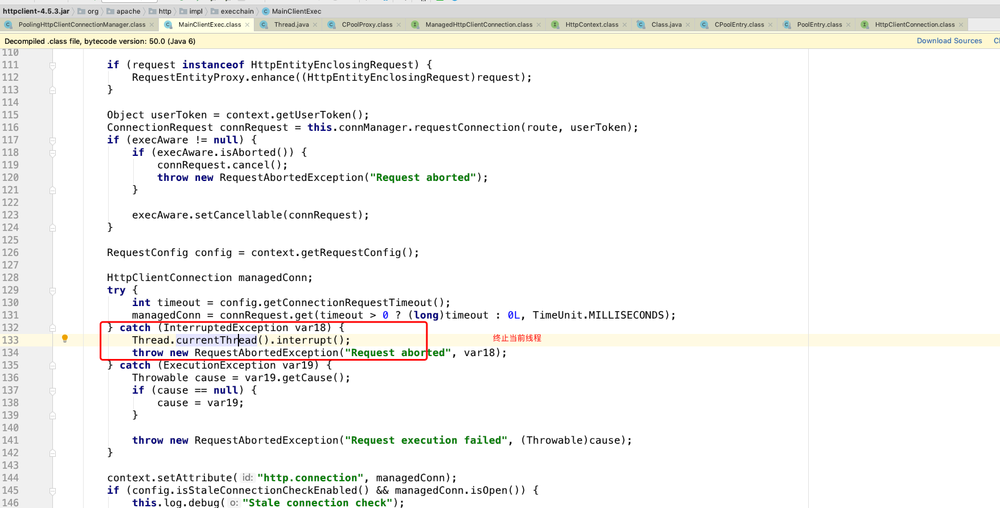 httpclient-4.5.3.jar org apache http impl execchain MainClientExec
PoolingHttpClientConnectionManager.class MainClientExec.class Thread.java CPoolProxy.class ManagedHttpClientConnection.class HttpContext.class Class.java CPoolEntry.class PoolEntry.class HttpClientConnection.class
Decompiled .class file, bytecode version: 50.0 (Java 6) Download Sources
110
111 if (request instanceof HttpEntityEnclosingRequest) {
112 RequestEntityProxy.enhance((HttpEntityEnclosingRequest)request);
113 }
114
115 Object userToken = context.getUserToken();
116 ConnectionRequest connRequest = this.connManager.requestConnection(route, userToken);
117 if (execAware != null) {
118 if (execAware.isAborted()) {
119 connRequest.cancel();
120 throw new RequestAbortedException("Request aborted");
121 }
122
123 execAware.setCancellable(connRequest);
124 }
125
126 RequestConfig config = context.getRequestConfig();
127
128 HttpClientConnection managedConn;
129 try {
130 int timeout = config.getConnectionRequestTimeout();
131 managedConn = connRequest.get(timeout > 0 ? (long)timeout : 0L, TimeUnit.MILLISECONDS);
132 } catch (InterruptedException var18) {
133 Thread.currentThread().interrupt(); 终止当前线程
134 throw new RequestAbortedException("Request aborted", var18);
135 } catch (ExecutionException var19) {
136 Throwable cause = var19.getCause();
137 if (cause == null) {
138 cause = var19;
139 }
140
141 throw new RequestAbortedException("Request execution failed", (Throwable)cause);
142 }
143
144 context.setAttribute( id: "http.connection", managedConn);
145 if (config.isStaleConnectionCheckEnabled() && managedConn.isOpen()) {
146 this.log.debug( o: "Stale connection check");